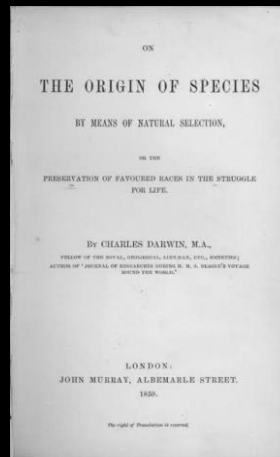 ON
THE ORIGIN OF SPECIES
BY MEANS OF NATURAL SELECTION,
OR THE
PRESERVATION OF FAVOURED RACES IN THE STRUGGLE
FOR LIFE.
BY CHARLES DARWIN, M.A.,
FELLOW OF THE ROYAL, GEOLOGICAL, LINNÆAN, ETC., SOCIETIES;
AUTHOR OF 'JOURNAL OF RESEARCHES DURING H. M. S. BEAGLE'S VOYAGE
ROUND THE WORLD.'
LONDON:
JOHN MURRAY, ALBEMARLE STREET.
1859.
The right of Translation is reserved.